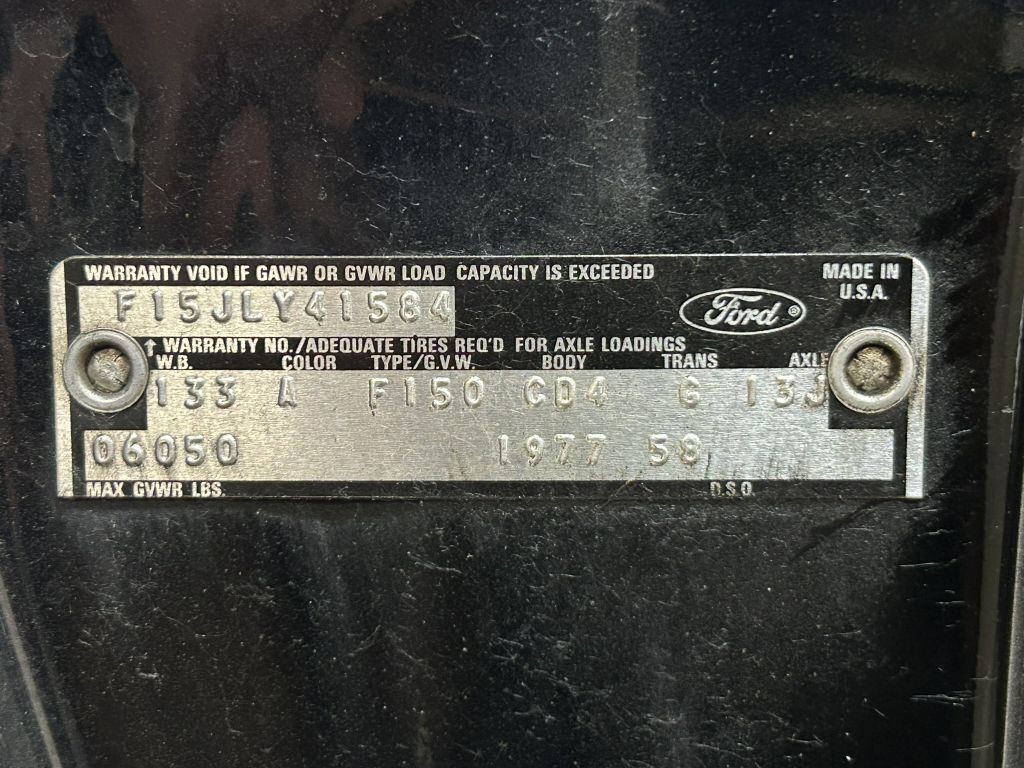 WARRANTY VOID IF GAWR OR GVWR LOAD CAPACITY IS EXCEEDED
MADE IN
U.S.A.
F15JLY41584
Ford ®
↑ WARRANTY NO./ADEQUATE TIRES REQ'D FOR AXLE LOADINGS
W.B. COLOR TYPE/G.V.W. BODY TRANS AXLE
133 A F150 CD4 G 13J
06050 1977 58
MAX GVWR LBS. D.S.O.